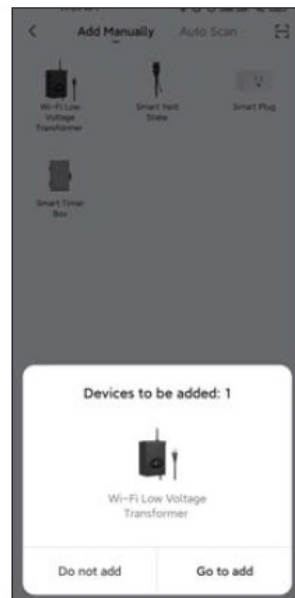 Add Manually Auto Scan
Wi-Fi Low
Voltage
Transformer
Smart Yard
Stake
Smart Plug
Smart Timer
Box
Devices to be added: 1
Wi-Fi Low Voltage
Transformer
Do not add Go to add